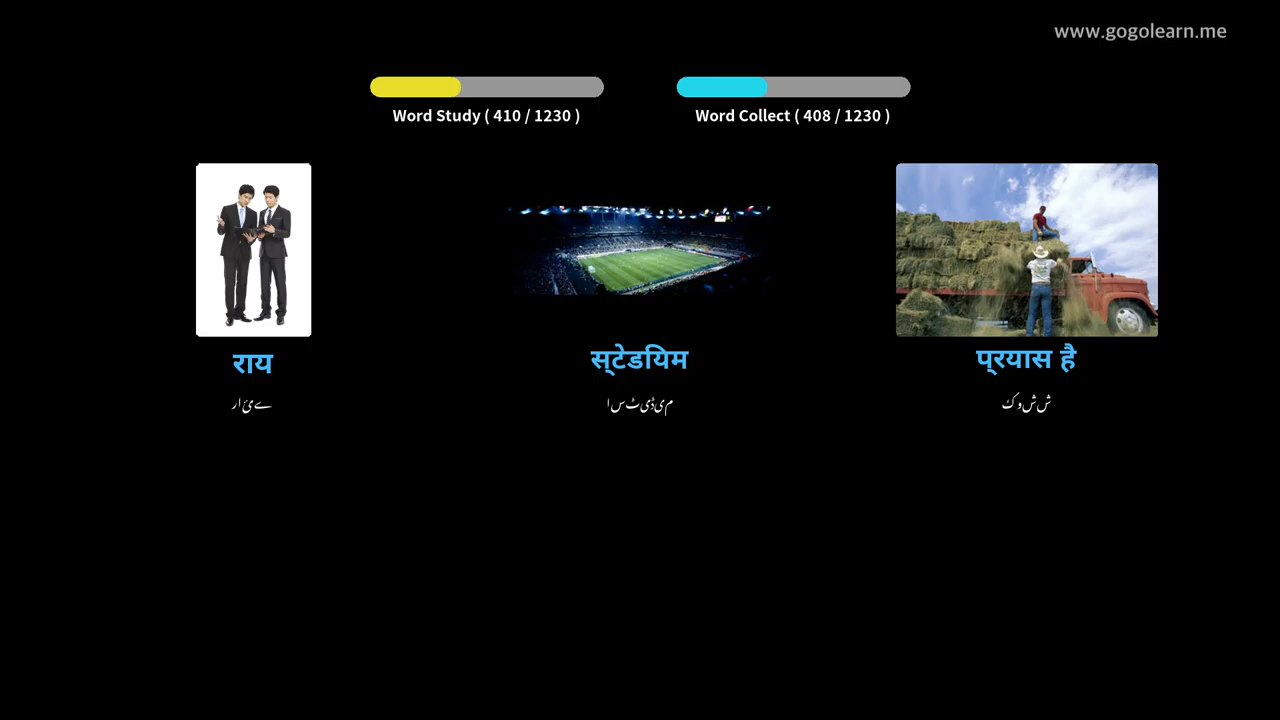 www.gogolearn.me
Word Study ( 410 / 1230 )
Word Collect ( 408 / 1230 )
राय
स्टेडियम
प्रयास है
رائے
اسٹیڈیم
کوشش